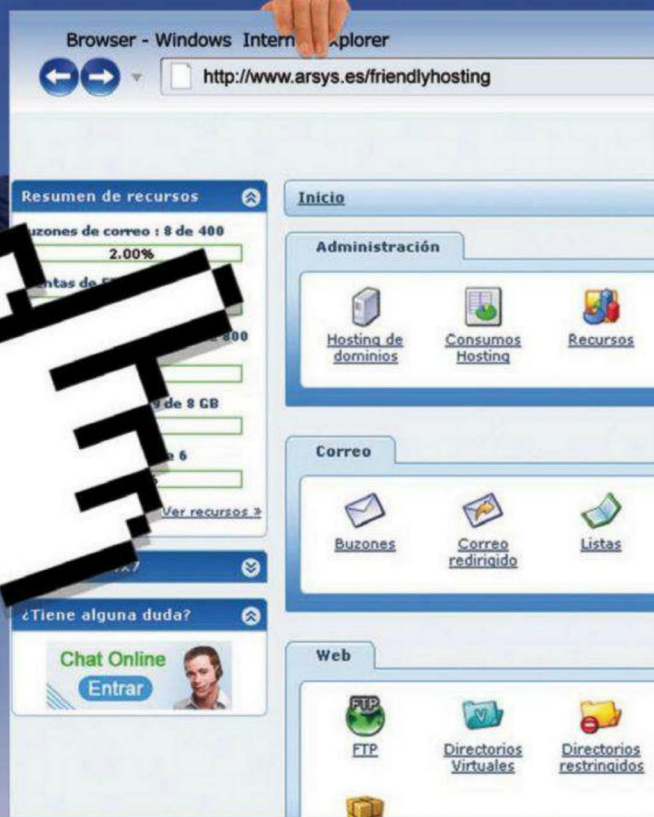 Browser - Windows Intern xplorer
http://www.arsys.es/friendlyhosting
Resumen de recursos
uzones de correo : 8 de 400
2.00%
ntas de
800
de 8 GB
6
Ver recursos »
¿Tiene alguna duda?
Chat Online
Entrar
Inicio
Administración
Hosting de
dominios
Consumos
Hosting
Recursos
Correo
Buzones
Correo
redirigido
Listas
Web
FTP
FTP
Directorios
Virtuales
Directorios
restringidos